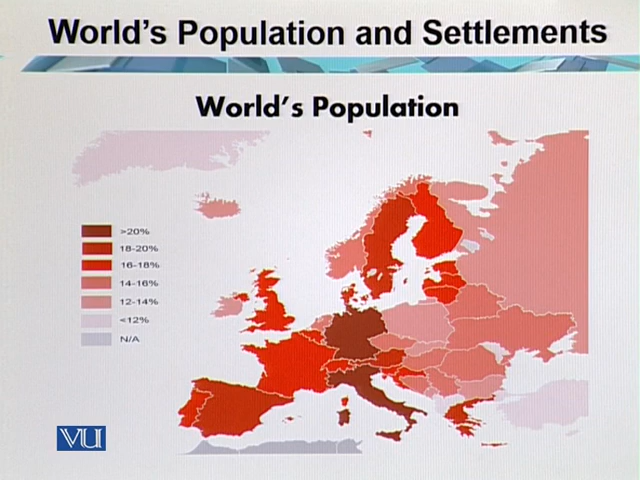 World's Population and Settlements
World's Population
>20%
18-20%
16-18%
14-16%
12-14%
<12%
N/A
VU